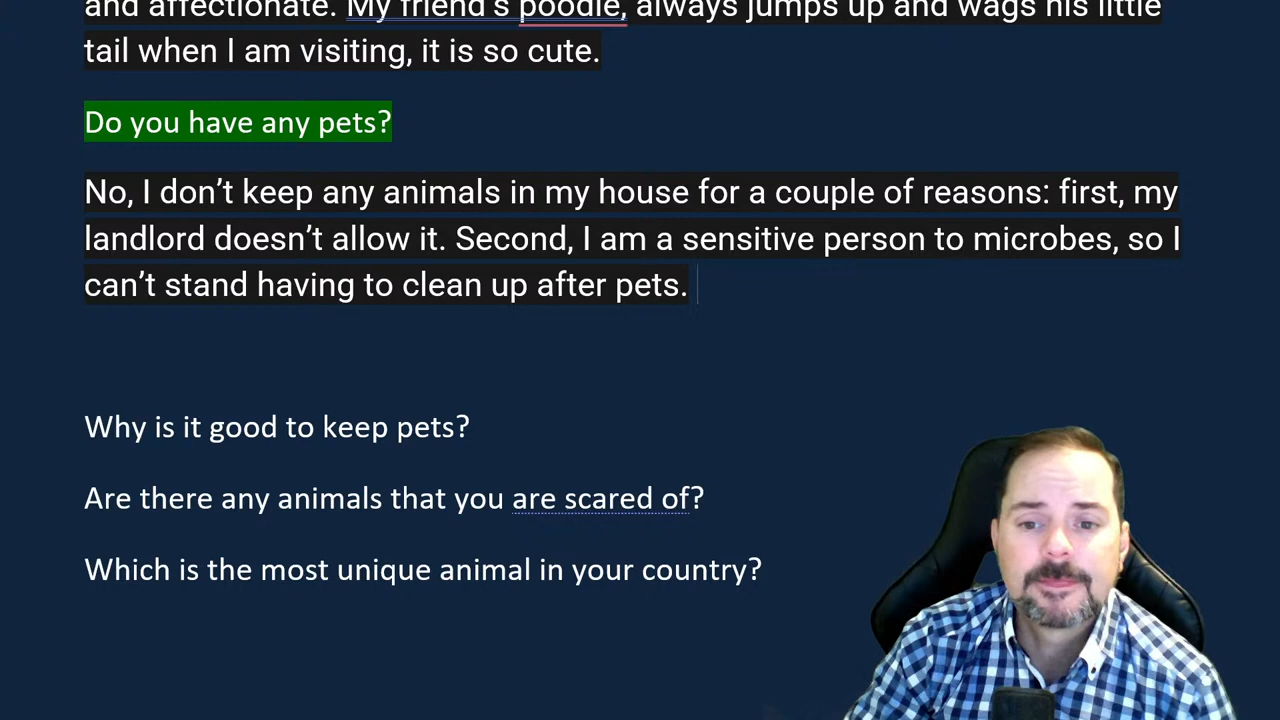 and affectionate. My friend's poodle, always jumps up and wags his little
tail when I am visiting, it is so cute.
Do you have any pets?
No, I don't keep any animals in my house for a couple of reasons: first, my
landlord doesn't allow it. Second, I am a sensitive person to microbes, so I
can't stand having to clean up after pets.
Why is it good to keep pets?
Are there any animals that you are scared of?
Which is the most unique animal in your country?